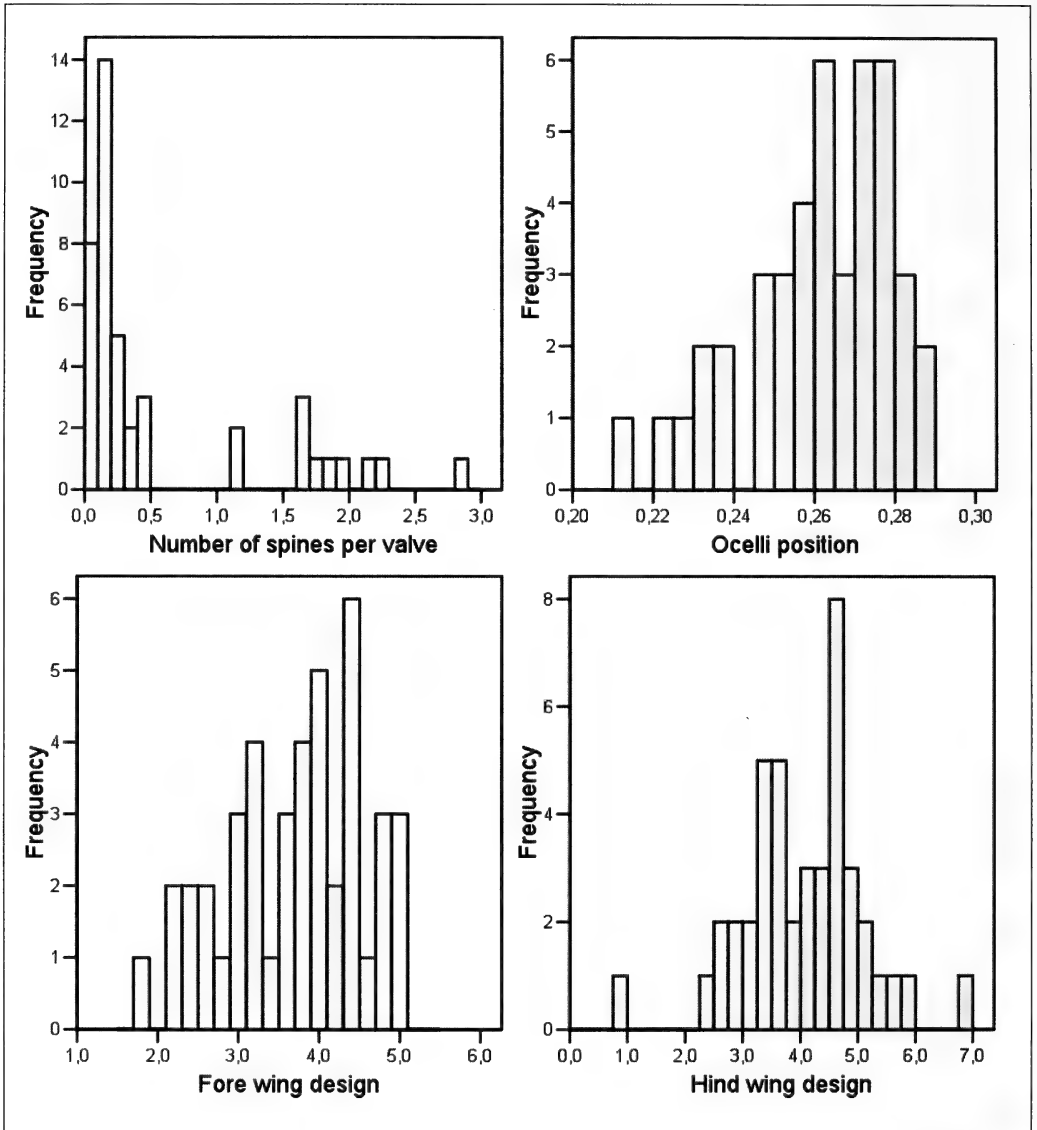 14
12
10
8
6
4
2
0
Frequency
0,0 0,5 1,0 1,5 2,0 2,5 3,0
Number of spines per valve
6
5
4
3
2
1
0
Frequency
0,20 0,22 0,24 0,26 0,28 0,30
Ocelli position
6
5
4
3
2
1
0
Frequency
1,0 2,0 3,0 4,0 5,0 6,0
Fore wing design
8
6
4
2
0
Frequency
0,0 1,0 2,0 3,0 4,0 5,0 6,0 7,0
Hind wing design